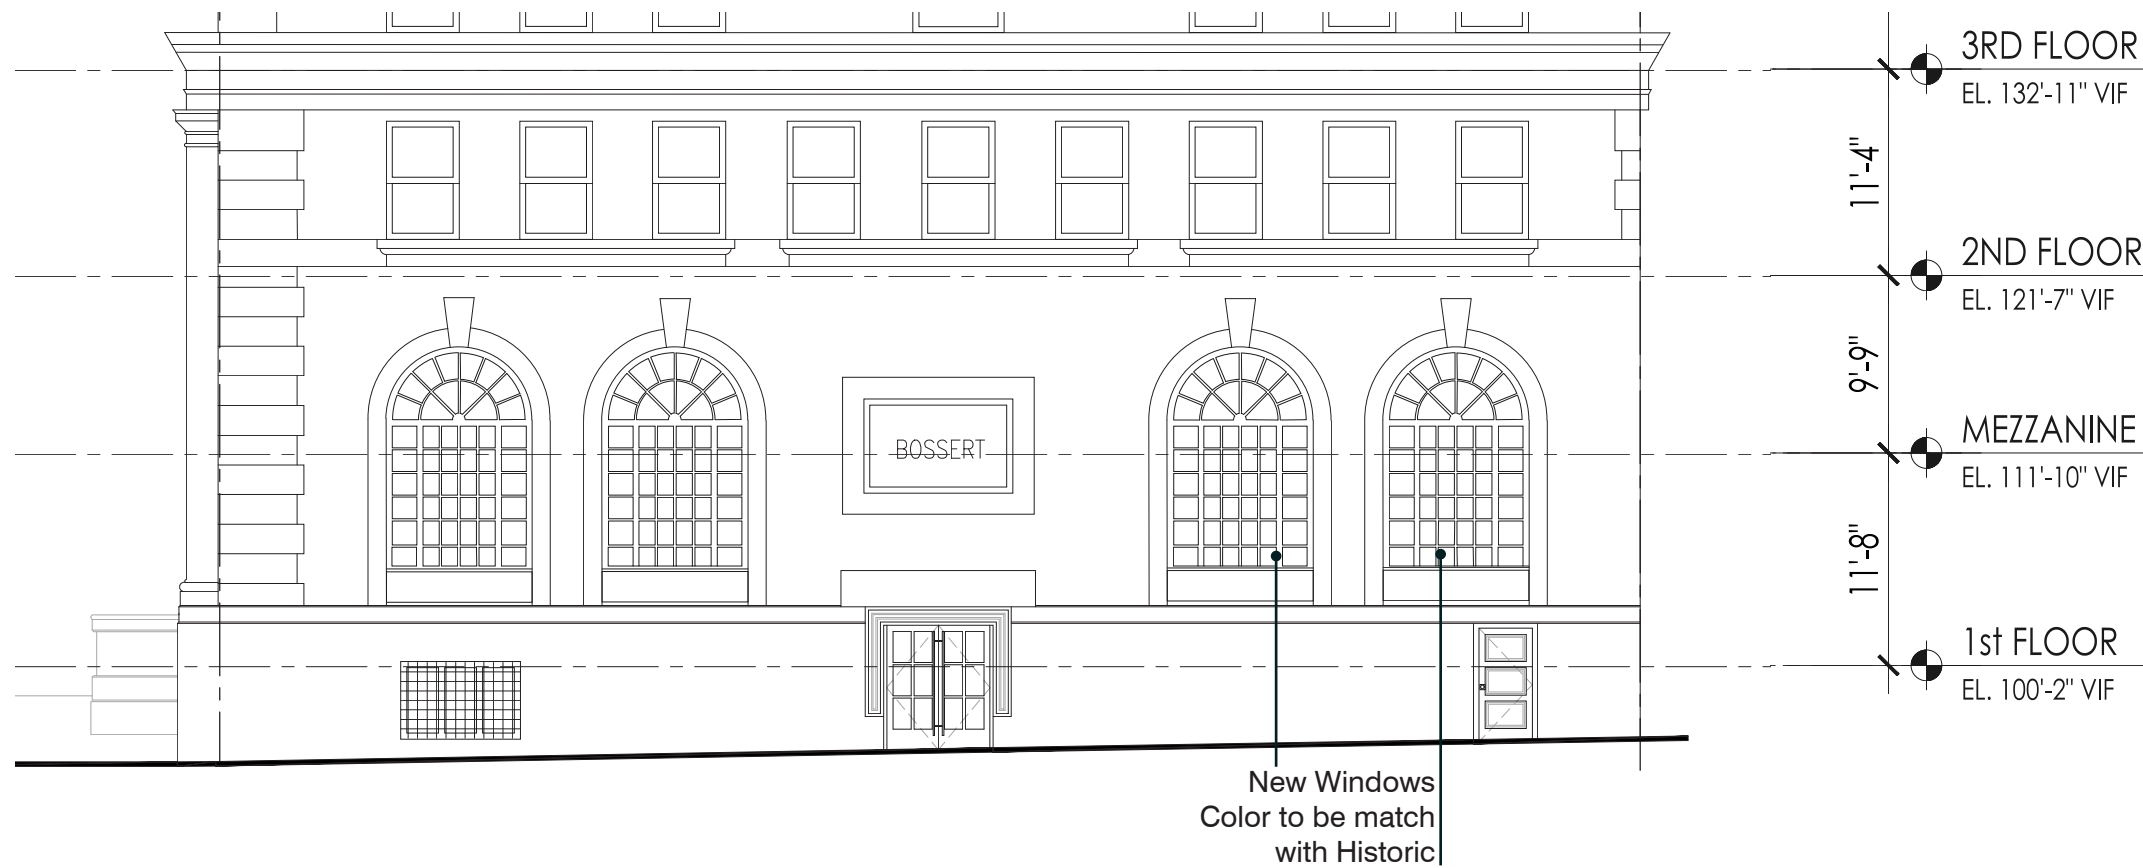 3RD FLOOR
EL. 132'-11" VIF
11'-4"
2ND FLOOR
EL. 121'-7" VIF
9'-9"
BOSSERT
MEZZANINE
EL. 111'-10" VIF
11'-8"
1st FLOOR
EL. 100'-2" VIF
New Windows
Color to be match
with Historic